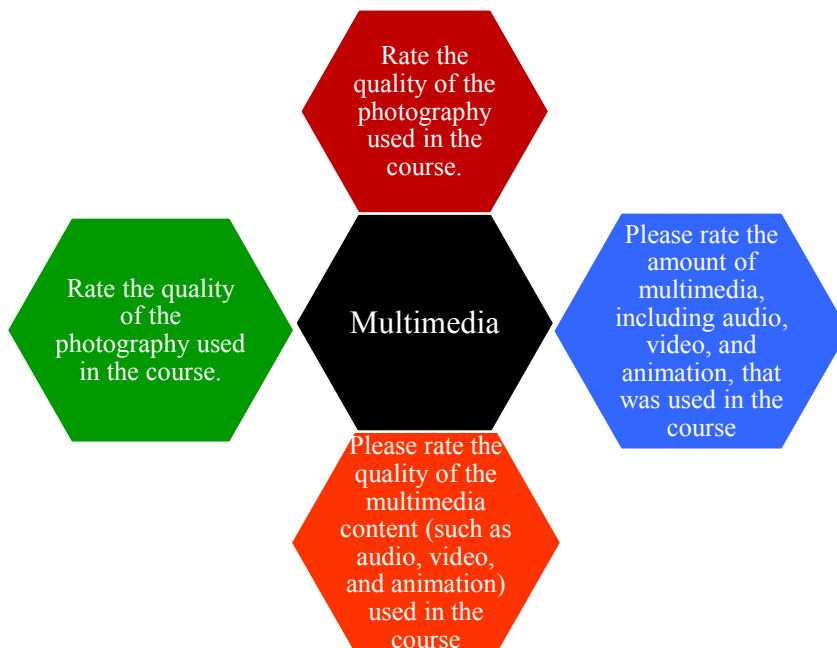 Rate the
quality of the
photography
used in the
course.
Rate the quality
of the
photography used
in the course.
Multimedia
Please rate the
amount of
multimedia,
including audio,
video, and
animation, that
was used in the
course
Please rate the
quality of the
multimedia
content (such as
audio, video,
and animation)
used in the
course